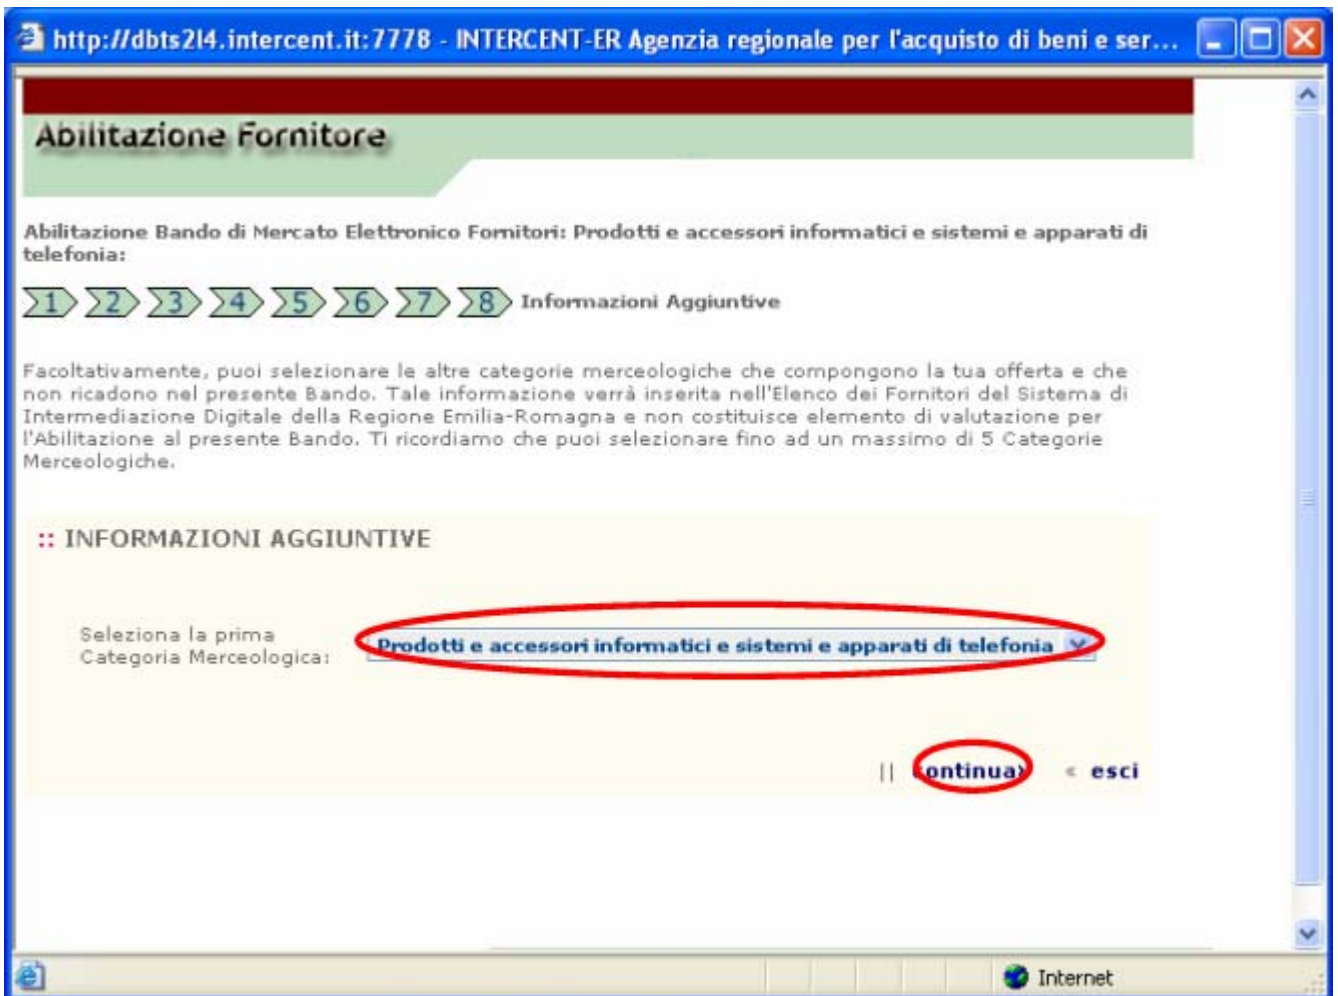 http://dbts2l4.intercent.it:7778 - INTERCENT-ER Agenzia regionale per l'acquisto di beni e ser...
Abilitazione Fornitore
Abilitazione Bando di Mercato Elettronico Fornitori: Prodotti e accessori informatici e sistemi e apparati di
telefonia:
1 2 3 4 5 6 7 8 Informazioni Aggiuntive
Facoltativamente, puoi selezionare le altre categorie merceologiche che compongono la tua offerta e che
non ricadono nel presente Bando. Tale informazione verrà inserita nell'Elenco dei Fornitori del Sistema di
Intermediazione Digitale della Regione Emilia-Romagna e non costituisce elemento di valutazione per
l'Abilitazione al presente Bando. Ti ricordiamo che puoi selezionare fino ad un massimo di 5 Categorie
Merceologiche.
:: INFORMAZIONI AGGIUNTIVE
Seleziona la prima
Categoria Merceologica:
Prodotti e accessori informatici e sistemi e apparati di telefonia
|| continua» « esci
Internet